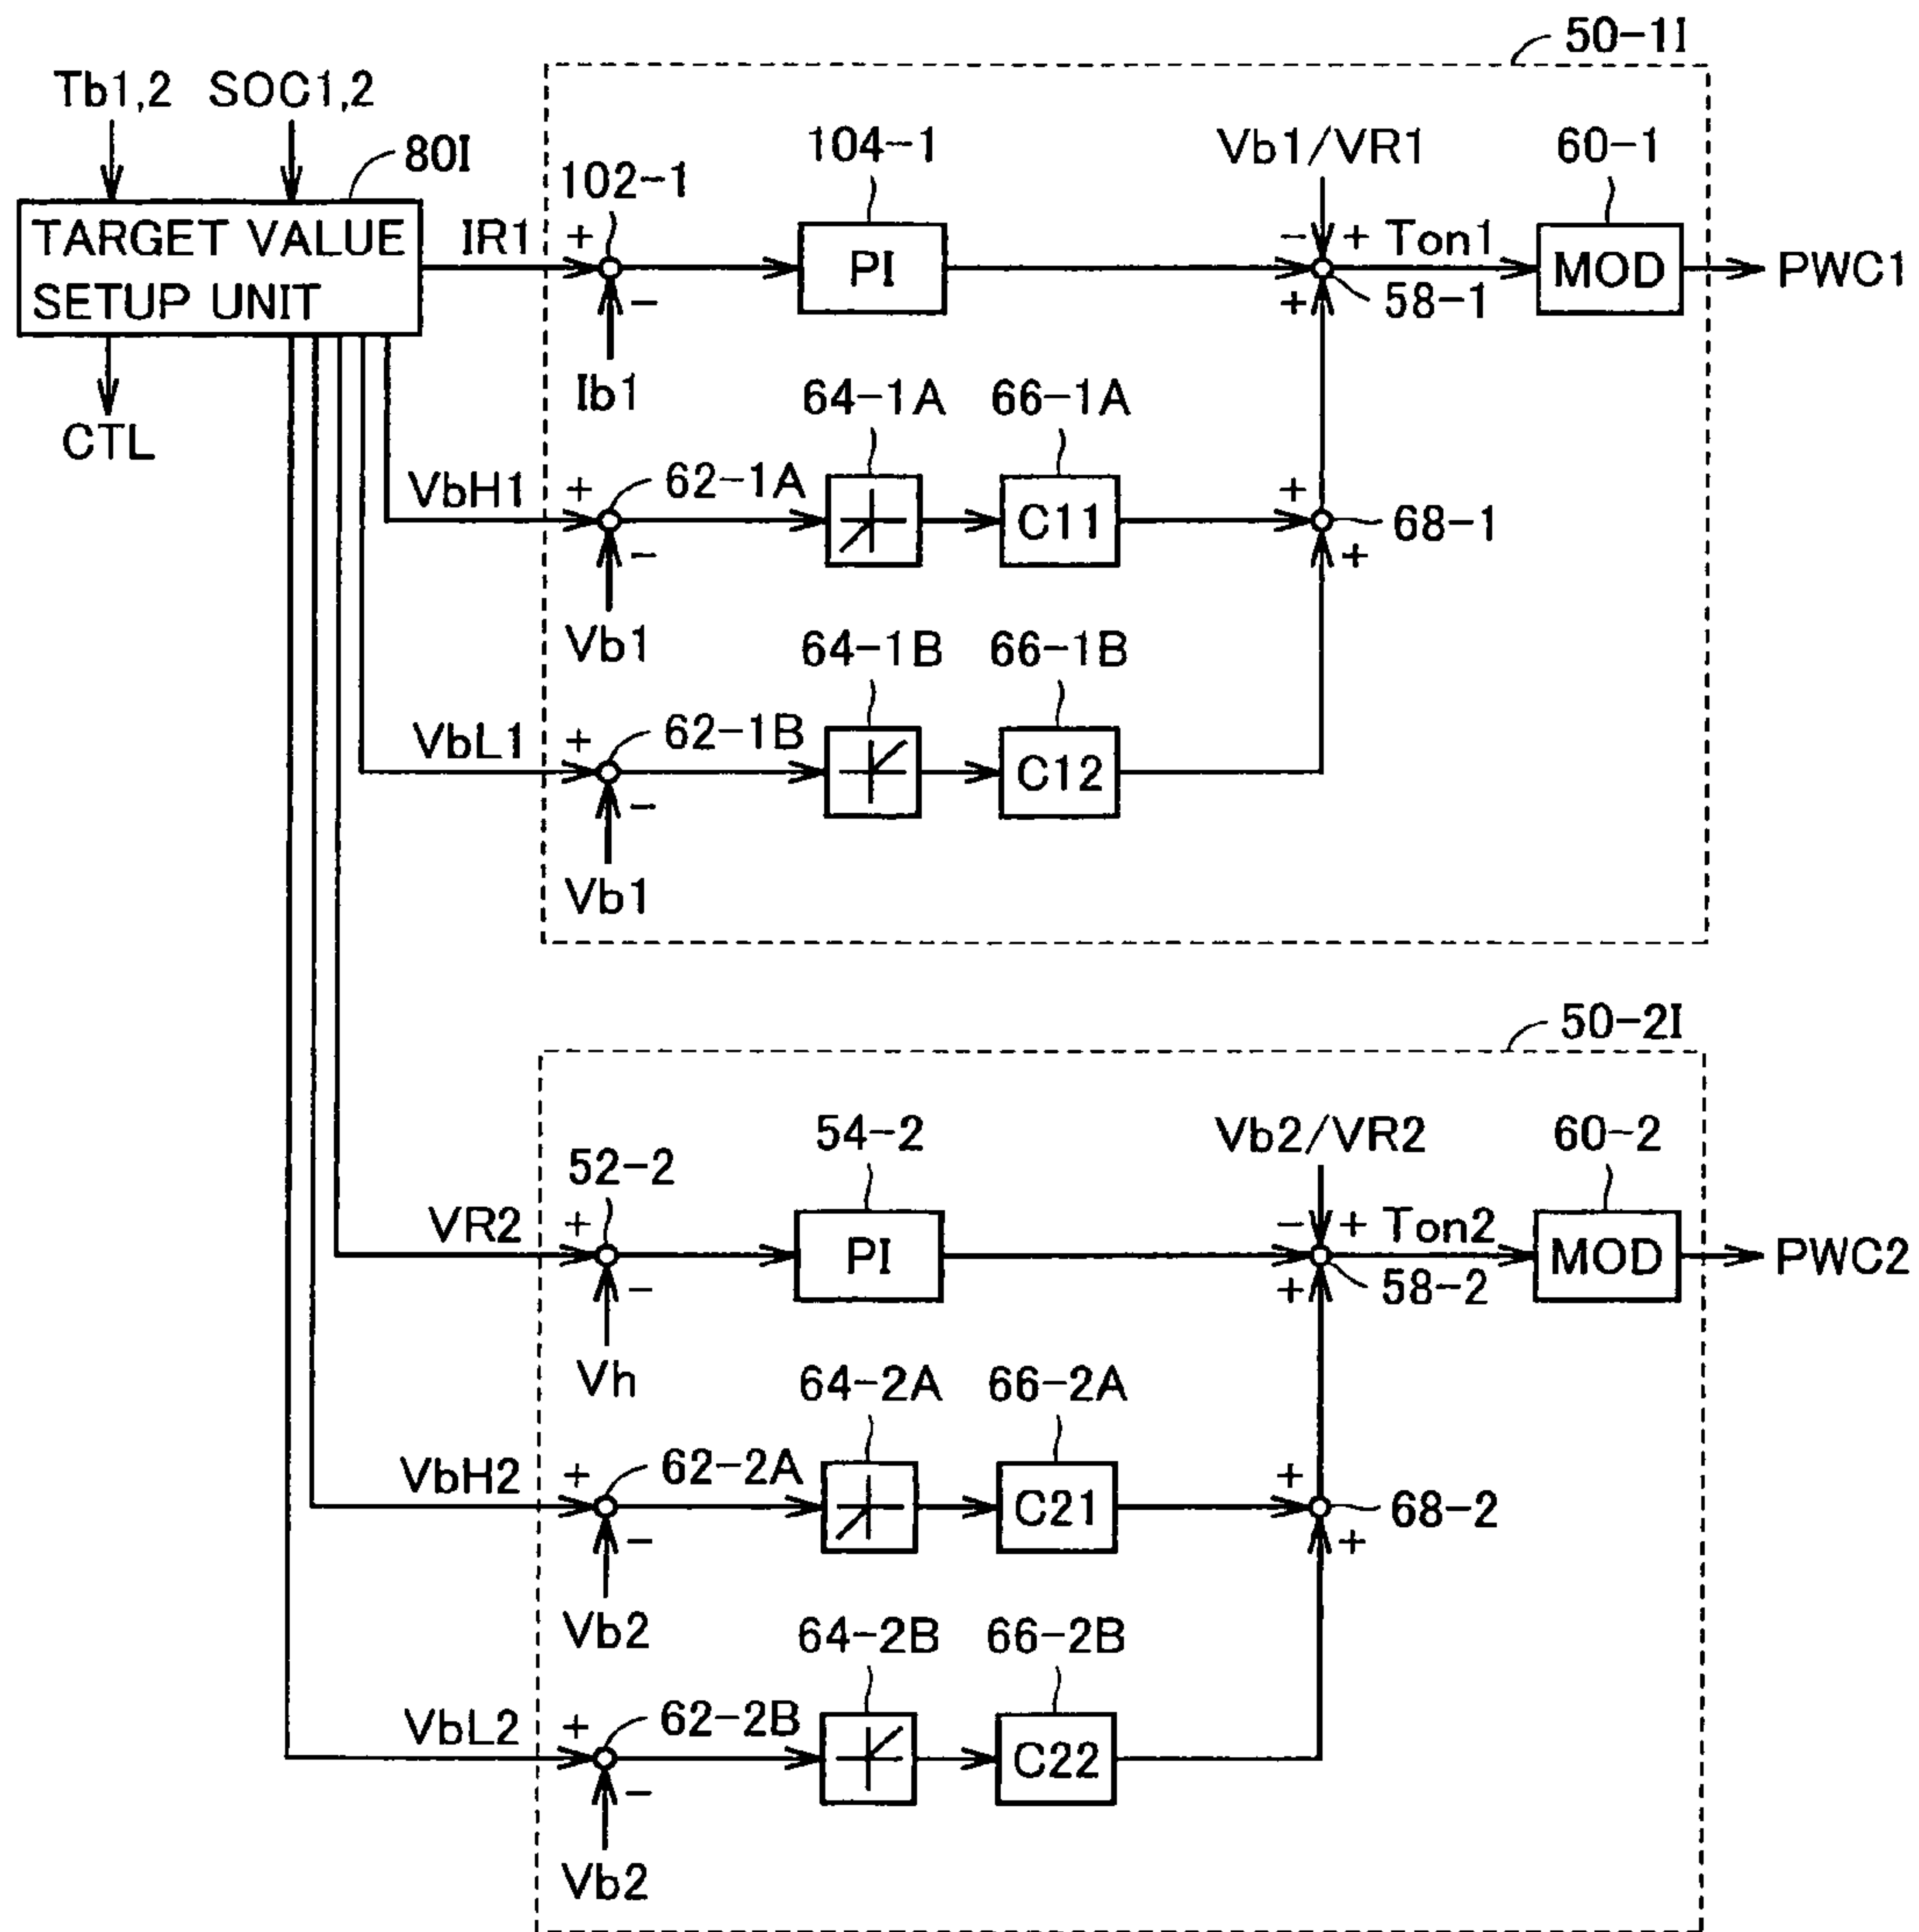 50-1I
Tb1,2 SOC1,2
80I
104-1
Vb1/VR1
60-1
102-1
TARGET VALUE
SETUP UNIT
IR1
+
PI
-
+
Ton1
MOD
PWC1
-
+
58-1
Ib1
CTL
64-1A
66-1A
VbH1
+
62-1A
C11
+
68-1
-
+
Vb1
64-1B
66-1B
VbL1
+
62-1B
C12
-
Vb1
50-2I
54-2
Vb2/VR2
60-2
52-2
VR2
+
PI
-
+
Ton2
MOD
PWC2
-
+
58-2
Vh
64-2A
66-2A
VbH2
+
62-2A
C21
+
68-2
-
+
Vb2
64-2B
66-2B
VbL2
+
62-2B
C22
-
Vb2